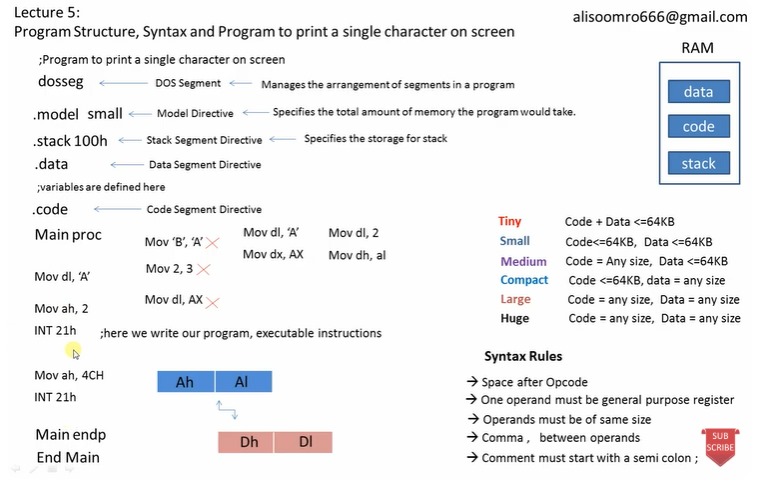 Lecture 5:
Program Structure, Syntax and Program to print a single character on screen
alisoomro666@gmail.com
;Program to print a single character on screen
dosseg DOS Segment Manages the arrangement of segments in a program
.model small Model Directive Specifies the total amount of memory the program would take.
.stack 100h Stack Segment Directive Specifies the storage for stack
.data Data Segment Directive
;variables are defined here
.code Code Segment Directive
Main proc
Mov dl, ‘A’
Mov ah, 2
INT 21h ;here we write our program, executable instructions
Mov ah, 4CH
INT 21h
Main endp
End Main
Mov ‘B’, ‘A’
Mov 2, 3
Mov dl, AX
Mov dl, ‘A’ Mov dl, 2
Mov dx, AX Mov dh, al
Ah Al
Dh Dl
RAM
data
code
stack
Tiny Code + Data <=64KB
Small Code<=64KB, Data <=64KB
Medium Code = Any size, Data <=64KB
Compact Code <=64KB, data = any size
Large Code = any size, Data = any size
Huge Code = any size, Data = any size
Syntax Rules
→ Space after Opcode
→ One operand must be general purpose register
→ Operands must be of same size
→ Comma , between operands
→ Comment must start with a semi colon ;
SUB
SCRIBE